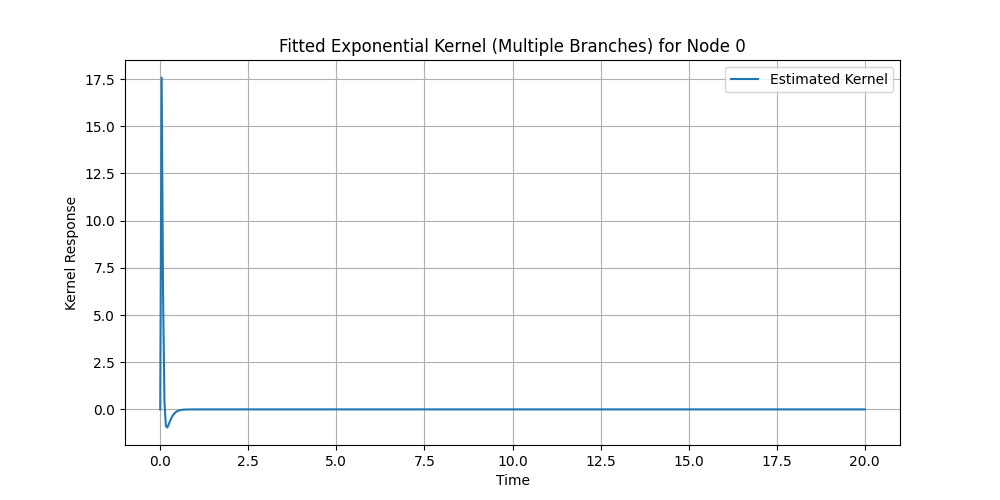 Fitted Exponential Kernel (Multiple Branches) for Node 0
Estimated Kernel
17.5
15.0
12.5
10.0
7.5
5.0
2.5
0.0
Kernel Response
0.0 2.5 5.0 7.5 10.0 12.5 15.0 17.5 20.0
Time